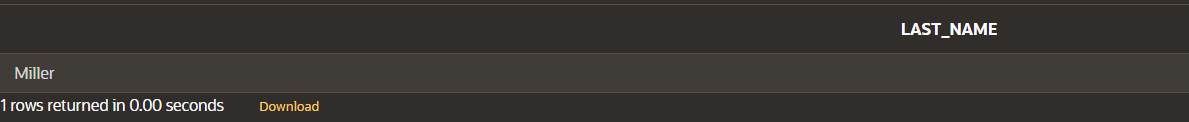 LAST_NAME
Miller
1 rows returned in 0.00 seconds Download